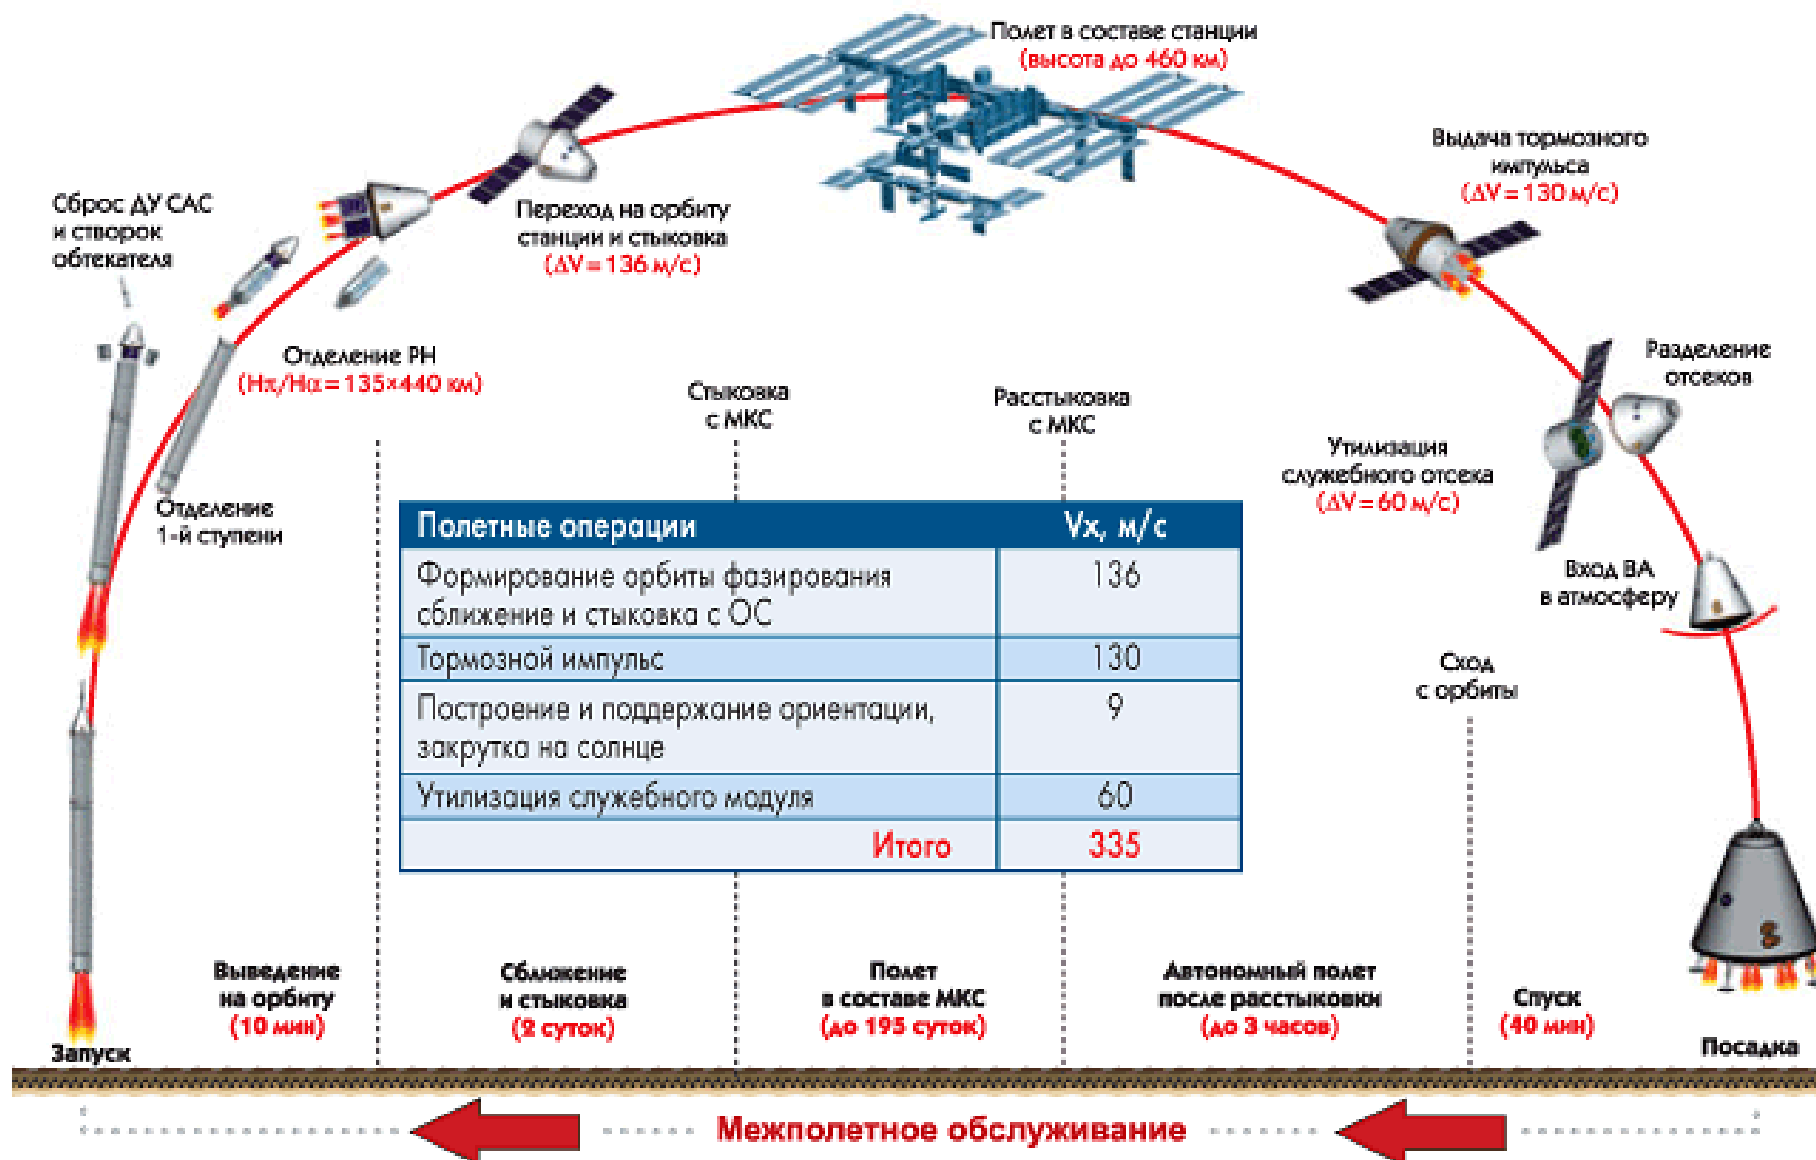 Полет в составе станции
(высота до 460 км)
Выдача тормозного
импульса
(ΔV = 130 м/с)
Сброс ДУ САС
и створок
обтекателя
Переход на орбиту
станции и стыковка
(ΔV = 136 м/с)
Отделение РН
(Hπ/Hα = 135×440 км)
Стыковка
с МКС
Расстыковка
с МКС
Разделение
отсеков
Утилизация
служебного отсека
(ΔV = 60 м/с)
Отделение
1-й ступени
Вход ВА
в атмосферу
Сход
с орбиты
Полетные операции Vx, м/с
Формирование орбиты фазирования
сближение и стыковка с ОС 136
Тормозной импульс 130
Построение и поддержание ориентации,
закрутка на солнце 9
Утилизация служебного модуля 60
Итого 335
Выведение
на орбиту
(10 мин)
Сближение
и стыковка
(2 суток)
Полет
в составе МКС
(до 195 суток)
Автономный полет
после расстыковки
(до 3 часов)
Спуск
(40 мин)
Запуск
Посадка
Межполетное обслуживание